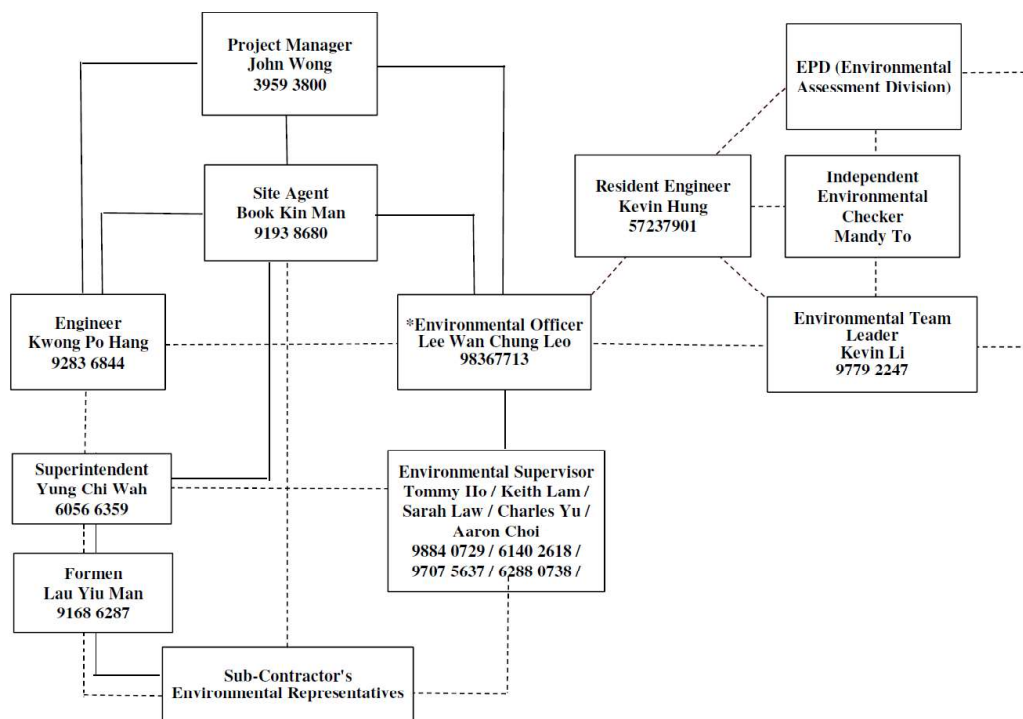 Project Manager
John Wong
3959 3800
EPD (Environmental
Assessment Division)
Site Agent
Book Kin Man
9193 8680
Resident Engineer
Kevin Hung
57237901
Independent
Environmental
Checker
Mandy To
Engineer
Kwong Po Hang
9283 6844
*Environmental Officer
Lee Wan Chung Leo
98367713
Environmental Team
Leader
Kevin Li
9779 2247
Superintendent
Yung Chi Wah
6056 6359
Environmental Supervisor
Tommy Ho / Keith Lam /
Sarah Law / Charles Yu /
Aaron Choi
9884 0729 / 6140 2618 /
9707 5637 / 6288 0738 /
Formen
Lau Yiu Man
9168 6287
Sub-Contractor's
Environmental Representatives